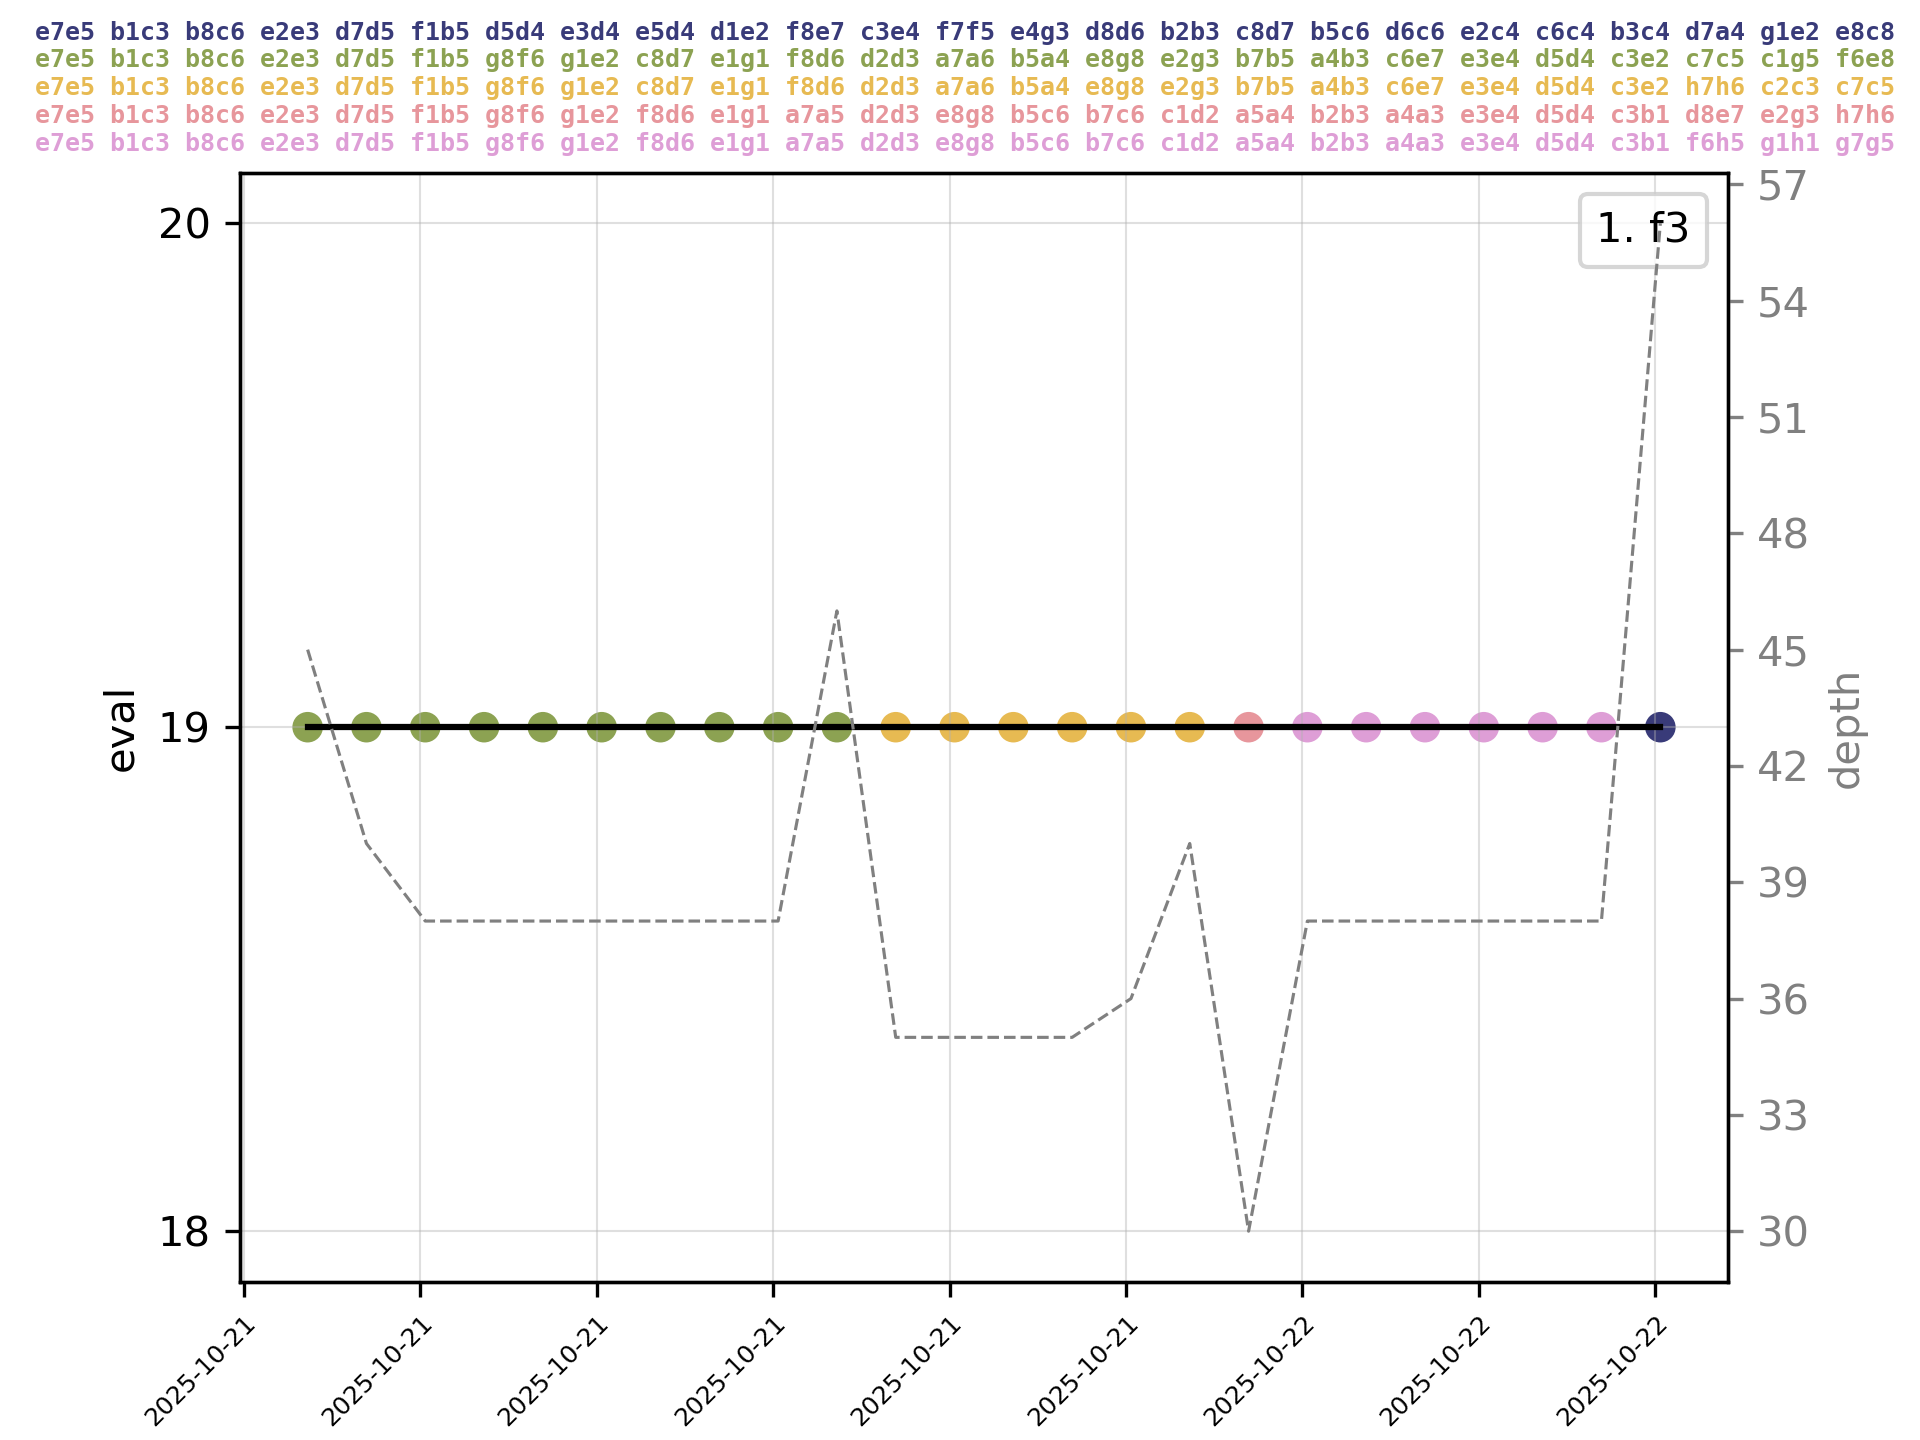 e7e5 b1c3 b8c6 e2e3 d7d5 f1b5 d5d4 e3d4 e5d4 d1e2 f8e7 c3e4 f7f5 e4g3 d8d6 b2b3 c8d7 b5c6 d6c6 e2c4 c6c4 b3c4 d7a4 g1e2 e8c8
e7e5 b1c3 b8c6 e2e3 d7d5 f1b5 g8f6 g1e2 c8d7 e1g1 f8d6 d2d3 a7a6 b5a4 e8g8 e2g3 b7b5 a4b3 c6e7 e3e4 d5d4 c3e2 c7c5 c1g5 f6e8
e7e5 b1c3 b8c6 e2e3 d7d5 f1b5 g8f6 g1e2 c8d7 e1g1 f8d6 d2d3 a7a6 b5a4 e8g8 e2g3 b7b5 a4b3 c6e7 e3e4 d5d4 c3e2 h7h6 c2c3 c7c5
e7e5 b1c3 b8c6 e2e3 d7d5 f1b5 g8f6 g1e2 f8d6 e1g1 a7a5 d2d3 e8g8 b5c6 b7c6 c1d2 a5a4 b2b3 a4a3 e3e4 d5d4 c3b1 d8e7 e2g3 h7h6
e7e5 b1c3 b8c6 e2e3 d7d5 f1b5 g8f6 g1e2 f8d6 e1g1 a7a5 d2d3 e8g8 b5c6 b7c6 c1d2 a5a4 b2b3 a4a3 e3e4 d5d4 c3b1 f6h5 g1h1 g7g5
1. f3
20
19
18
eval
57
54
51
48
45
42
39
36
33
30
depth
2025-10-21
2025-10-21
2025-10-21
2025-10-21
2025-10-21
2025-10-21
2025-10-22
2025-10-22
2025-10-22